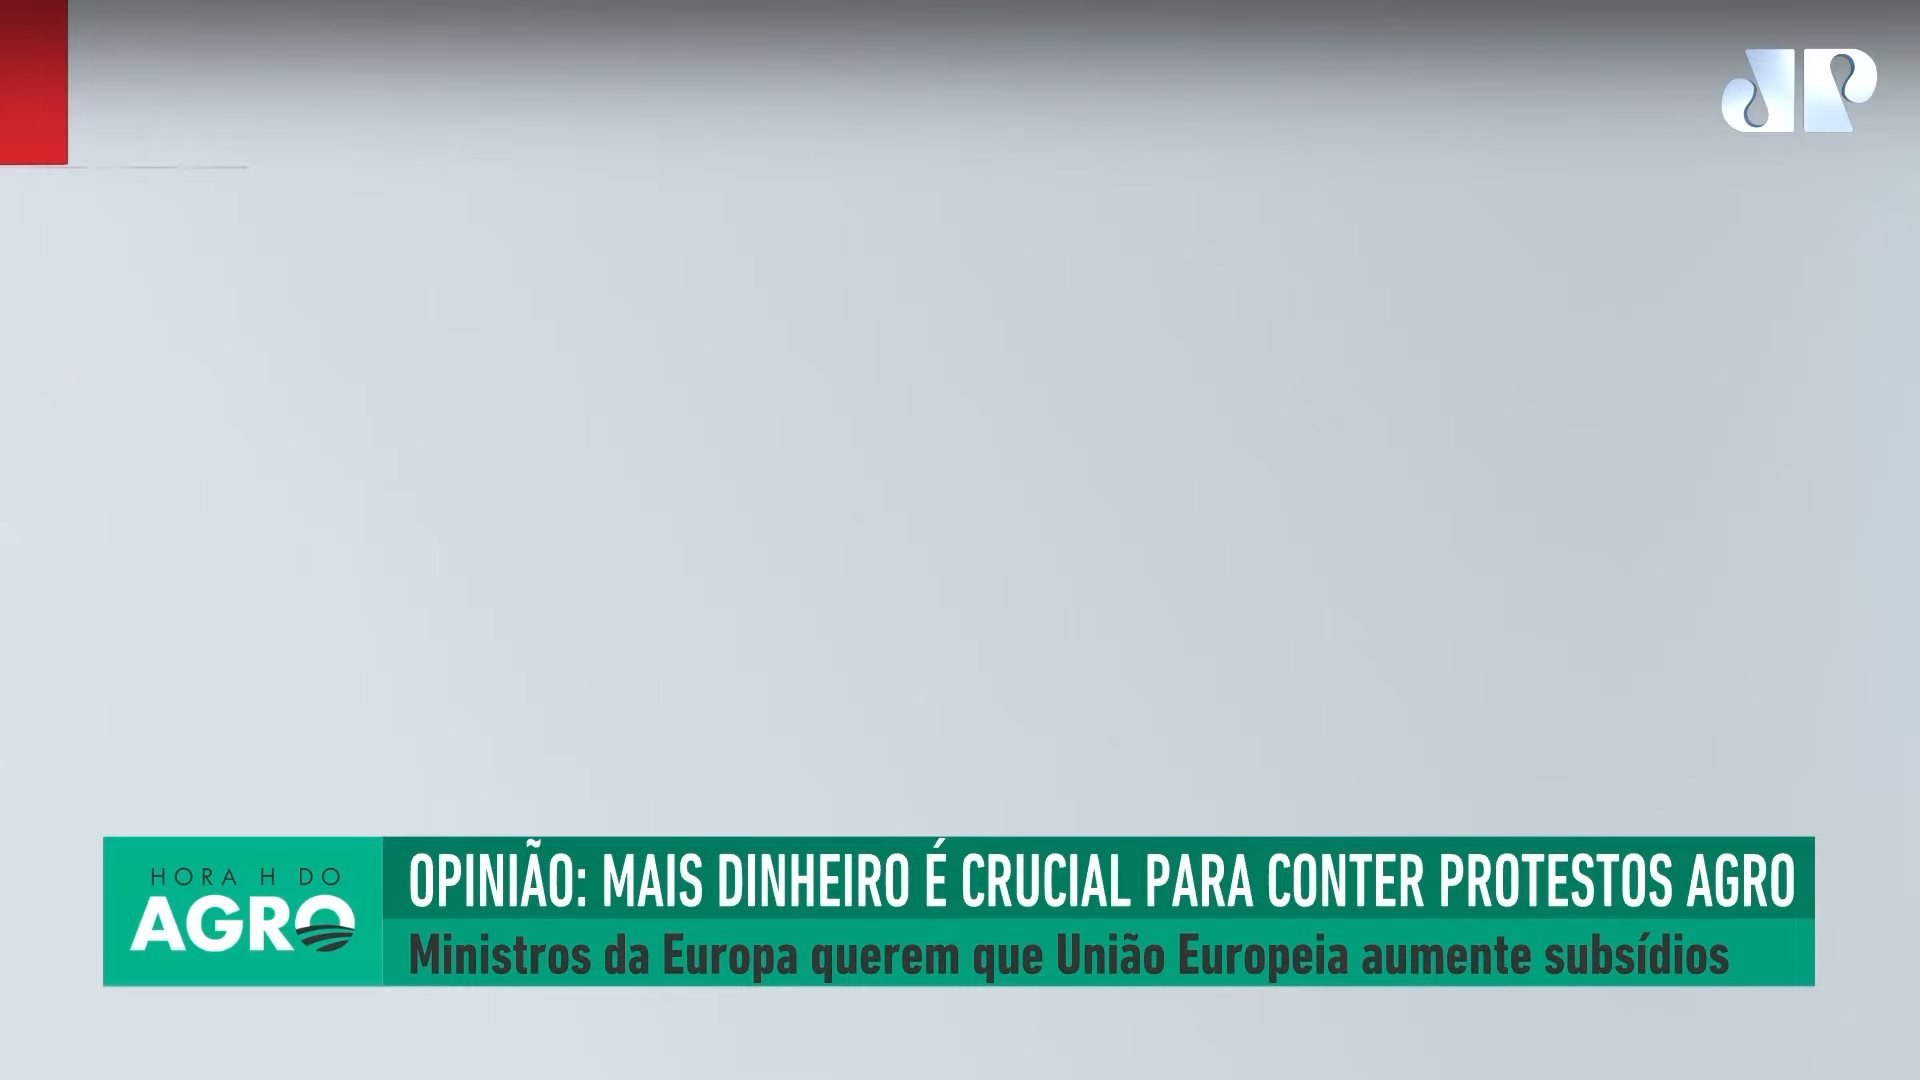 JP
HORA H DO
AGRO
OPINIÃO: MAIS DINHEIRO É CRUCIAL PARA CONTER PROTESTOS AGRO
Ministros da Europa querem que União Europeia aumente subsídios